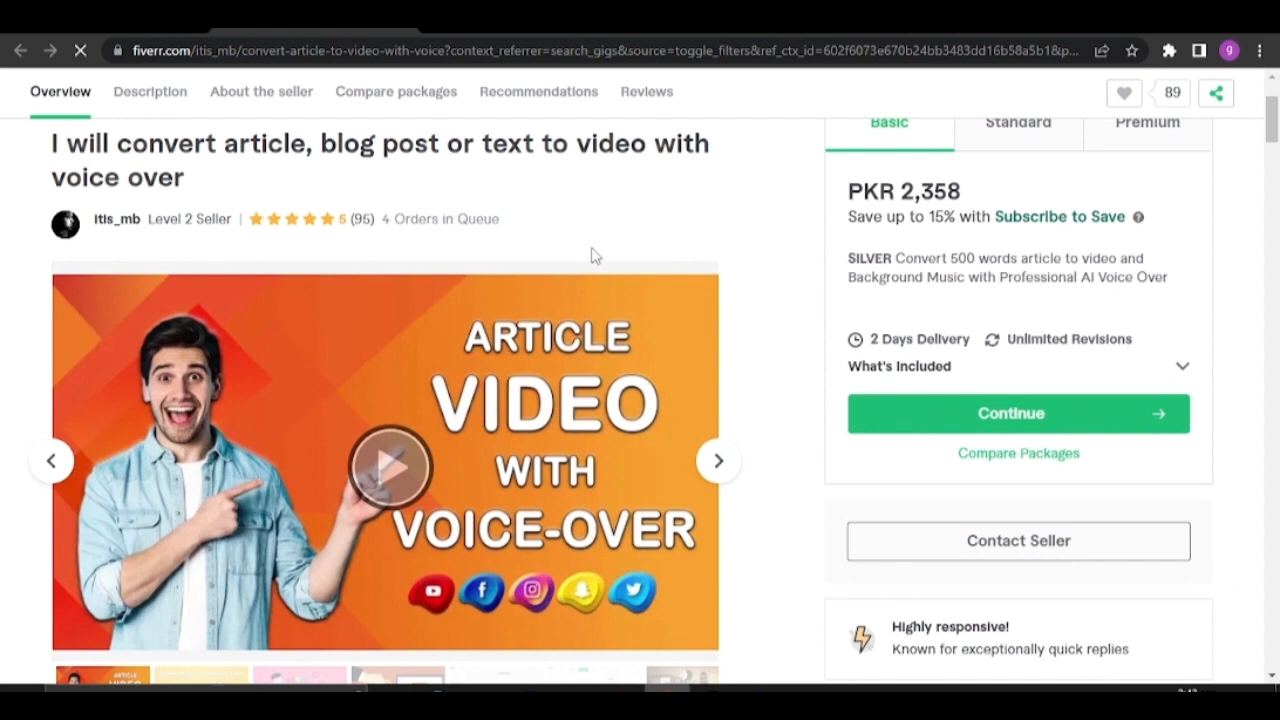 fiverr.com/itis_mb/convert-article-to-video-with-voice?context_referrer=search_gigs&source=toggle_filters&ref_ctx_id=602f6073e670b24bb3483dd16b58a5b1&p...
g
Overview Description About the seller Compare packages Recommendations Reviews
89
I will convert article, blog post or text to video with
voice over
itis_mb Level 2 Seller | 5 (95) 4 Orders in Queue
ARTICLE
VIDEO
WITH
VOICE-OVER
Basic Standard Premium
PKR 2,358
Save up to 15% with Subscribe to Save
SILVER Convert 500 words article to video and
Background Music with Professional AI Voice Over
2 Days Delivery Unlimited Revisions
What's Included
Continue
Compare Packages
Contact Seller
Highly responsive!
Known for exceptionally quick replies